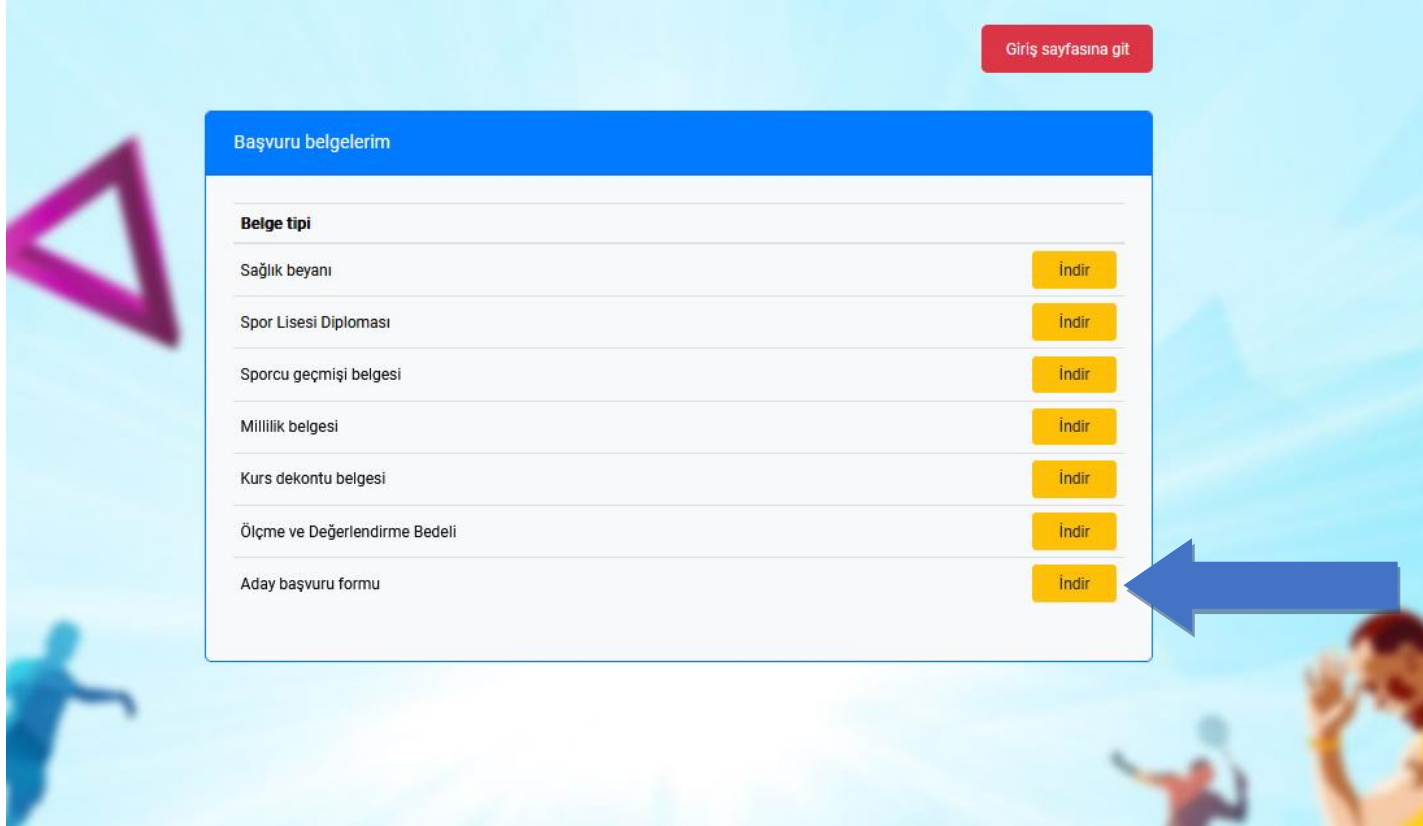 Giriş sayfasına git
Başvuru belgelerim
Belge tipi
Sağlık beyanı İndir
Spor Lisesi Diploması İndir
Sporcu geçmişi belgesi İndir
Millilik belgesi İndir
Kurs dekontu belgesi İndir
Ölçme ve Değerlendirme Bedeli İndir
Aday başvuru formu İndir